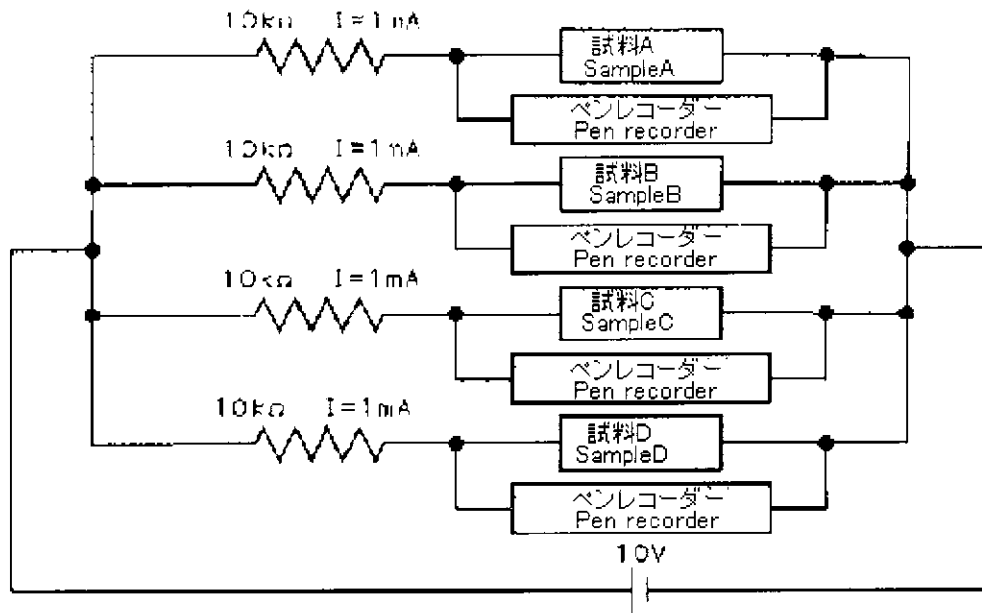 10kΩ I=1mA
試料A
SampleA
ペンレコーダー
Pen recorder
10kΩ I=1mA
試料B
SampleB
ペンレコーダー
Pen recorder
10kΩ I=1mA
試料C
SampleC
ペンレコーダー
Pen recorder
10kΩ I=1mA
試料D
SampleD
ペンレコーダー
Pen recorder
10V